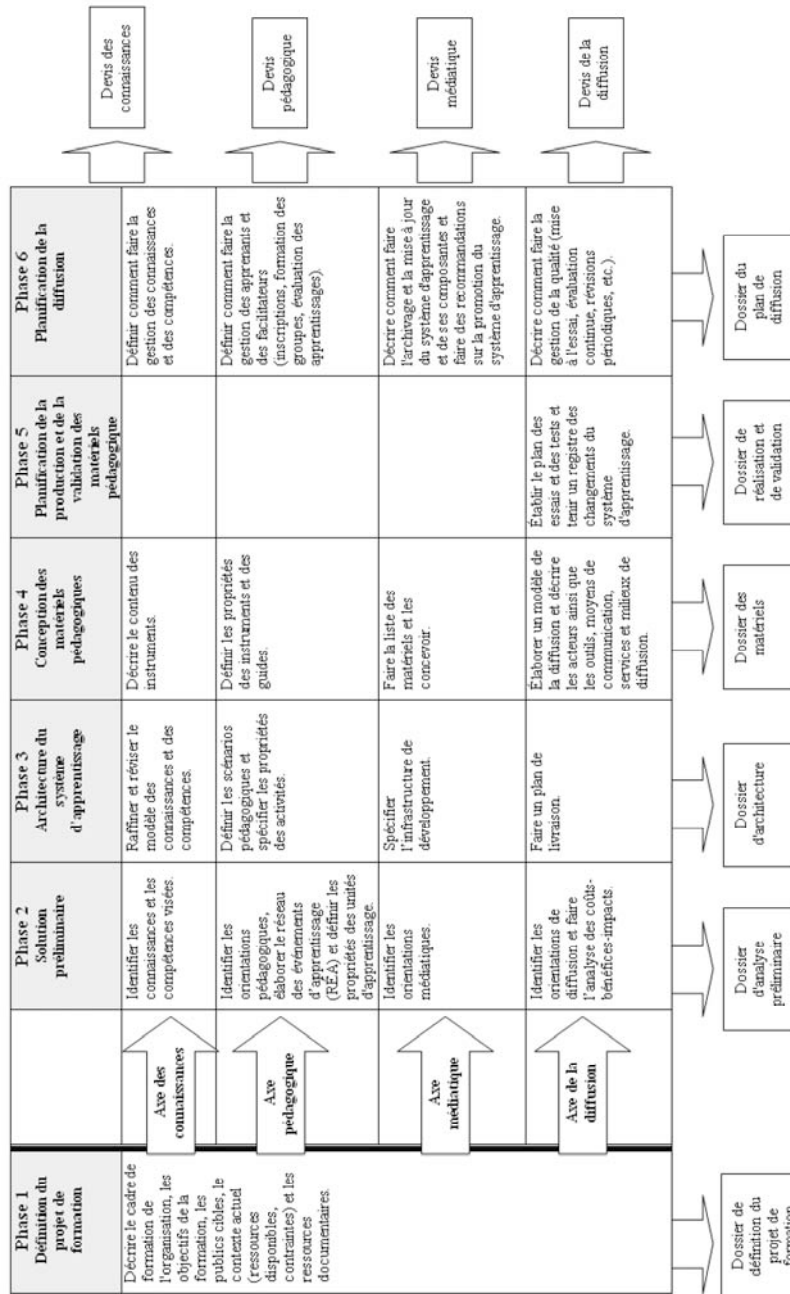 Phase 1
Définition du
projet de
formation
Phase 2
Solution
préliminaire
Phase 3
Architecture du
système
d'apprentissage
Phase 4
Conception des
matériels
pédagogiques
Phase 5
Planification de la
production et de la
validation des
matériels
pédagogique
Phase 6
Planification de la
diffusion
Décrire le cadre de
formation de
l'organisation, les
objectifs de la
formation, les
publics cibles, le
contexte actuel
(ressources
disponibles,
contraintes) et les
ressources
documentaires.
Axe des
connaissances
Identifier les
connaissances et les
compétences visées.
Raffiner et réviser le
modèle des
connaissances et des
compétences.
Décrire le contenu des
instruments.
Définir comment faire la
gestion des connaissances
et des compétences.
Devis des
connaissances
Axe
pédagogique
Identifier les
orientations
pédagogiques,
élaborer le réseau
des événements
d'apprentissage
(RÉA) et définir les
propriétés des unités
d'apprentissage.
Définir les scénarios
pédagogiques et
spécifier les propriétés
des activités.
Définir les propriétés
des instruments et des
guides.
Définir comment faire la
gestion des apprenants et
des facilitateurs
(inscriptions, formation des
groupes, évaluation des
apprentissages).
Devis
pédagogique
Axe
médiatique
Identifier les
orientations
médiatiques.
Spécifier
l'infrastructure de
développement.
Faire la liste des
matériels et les
concevoir.
Décrire comment faire
l'archivage et la mise à jour
du système d'apprentissage
et de ses composantes et
faire des recommandations
sur la promotion du
système d'apprentissage.
Devis
médiatique
Axe de la
diffusion
Identifier les
orientations de
diffusion et faire
l'analyse des coûts-
bénéfices-impacts.
Faire un plan de
livraison.
Élaborer un modèle de
la diffusion et décrire
les acteurs ainsi que
les outils, moyens de
communication,
services et milieux de
diffusion.
Établir le plan des
essais et des tests et
tenir un registre des
changements du
système
d'apprentissage.
Décrire comment faire la
gestion de la qualité (mise
à l'essai, évaluation
continue, révisions
périodiques, etc.).
Devis de la
diffusion
Dossier de
définition du
projet de
formation
Dossier
d'analyse
préliminaire
Dossier
d'architecture
Dossier des
matériels
Dossier de
réalisation et
de validation
Dossier du
plan de
diffusion